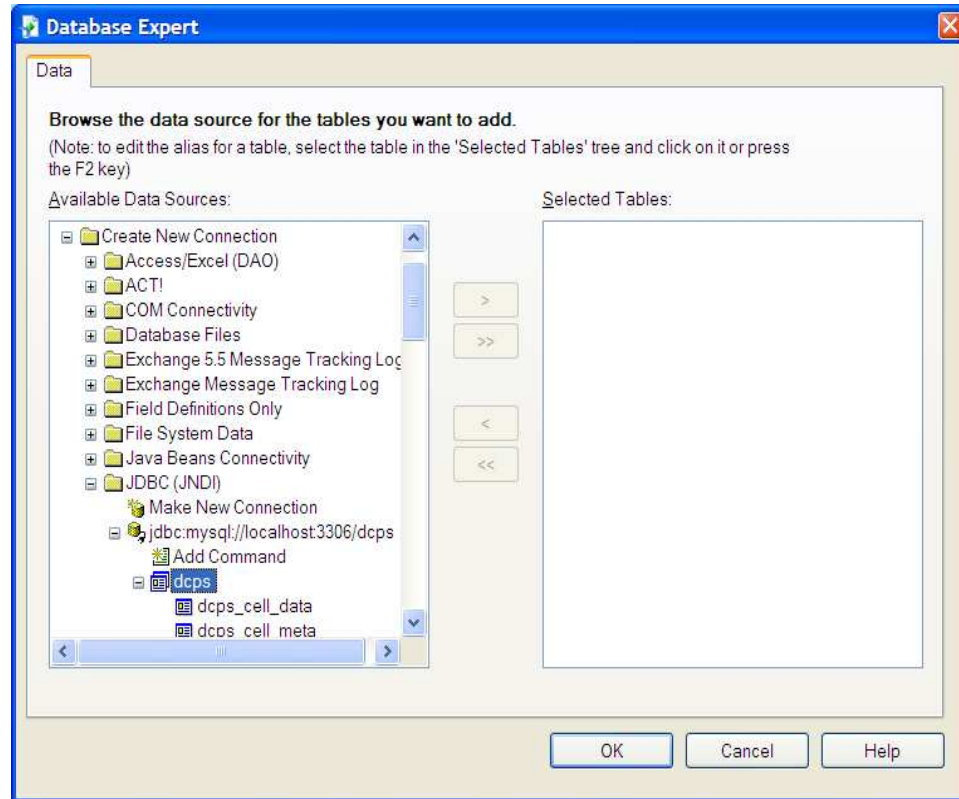 Database Expert
Data
Browse the data source for the tables you want to add.
(Note: to edit the alias for a table, select the table in the 'Selected Tables' tree and click on it or press
the F2 key)
Available Data Sources:
Selected Tables:
Create New Connection
Access/Excel (DAO)
ACT!
COM Connectivity
Database Files
Exchange 5.5 Message Tracking Log
Exchange Message Tracking Log
Field Definitions Only
File System Data
Java Beans Connectivity
JDBC (JNDI)
Make New Connection
jdbc:mysql://localhost:3306/dcps
Add Command
dcps
dcps_cell_data
dcps_cell_meta
>
>>
<
<<
OK
Cancel
Help